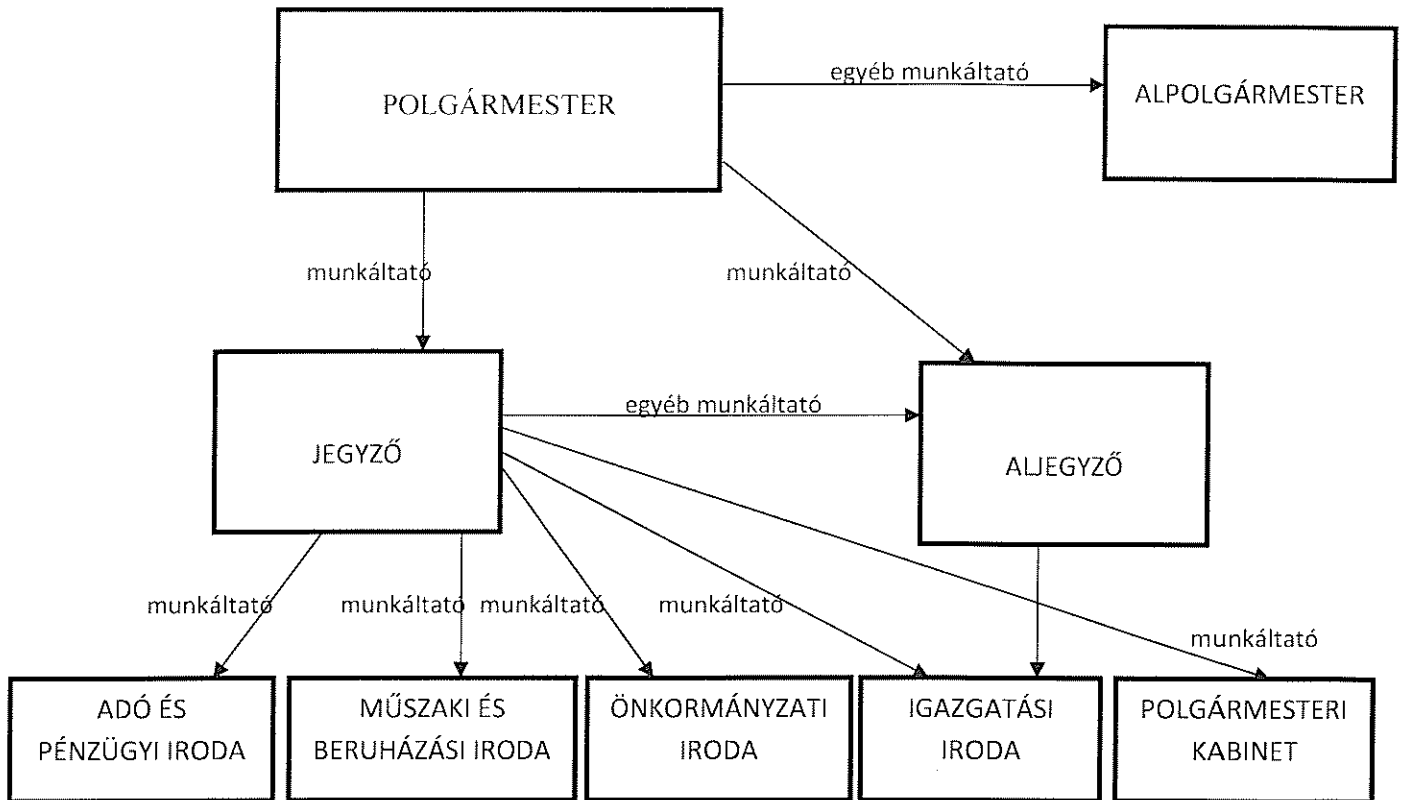 POLGÁRMESTER
egyéb munkáltató
ALPOLGÁRMESTER
munkáltató
munkáltató
JEGYZŐ
egyéb munkáltató
ALJEGYZŐ
munkáltató
munkáltató
munkáltató
munkáltató
munkáltató
ADÓ ÉS
PÉNZÜGYI IRODA
MŰSZAKI ÉS
BERUHÁZÁSI IRODA
ÖNKORMÁNYZATI
IRODA
IGAZGATÁSI
IRODA
POLGÁRMESTERI
KABINET